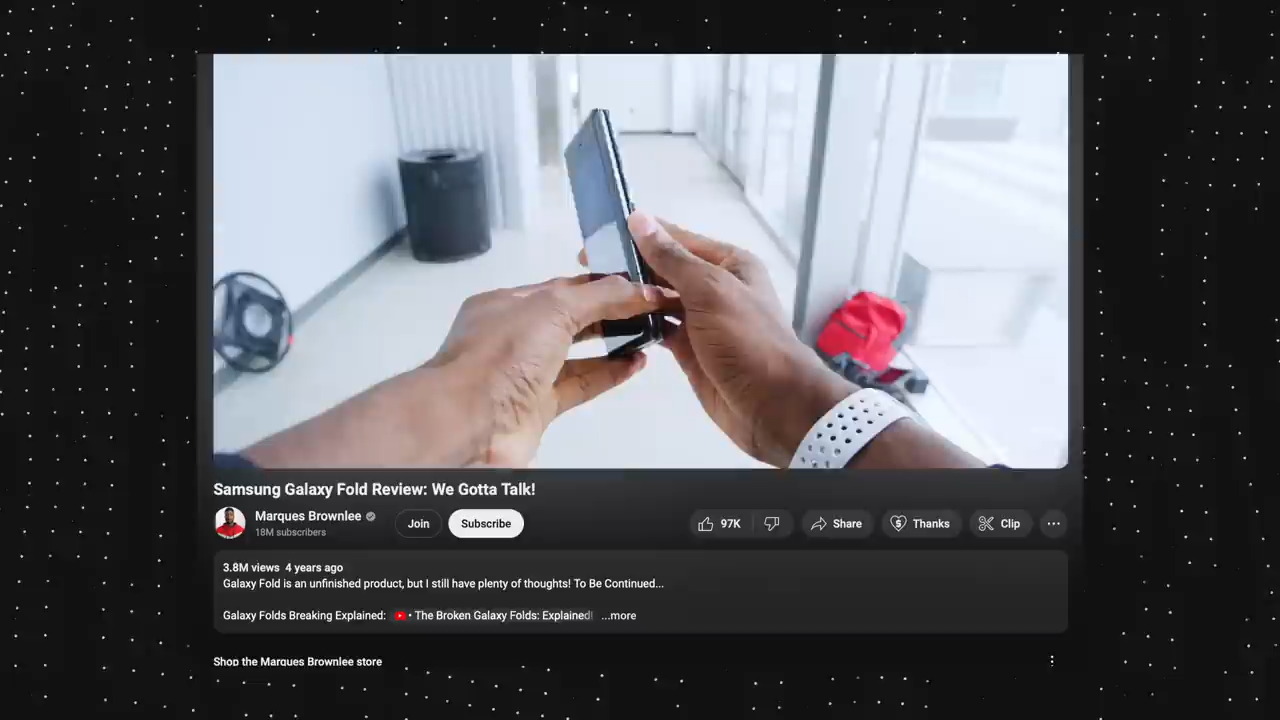 Samsung Galaxy Fold Review: We Gotta Talk!
Marques Brownlee
18M subscribers
Join
Subscribe
97K
Share
Thanks
Clip
3.8M views 4 years ago
Galaxy Fold is an unfinished product, but I still have plenty of thoughts! To Be Continued...
Galaxy Folds Breaking Explained: • The Broken Galaxy Folds: Explained! ...more
Shop the Marques Brownlee store